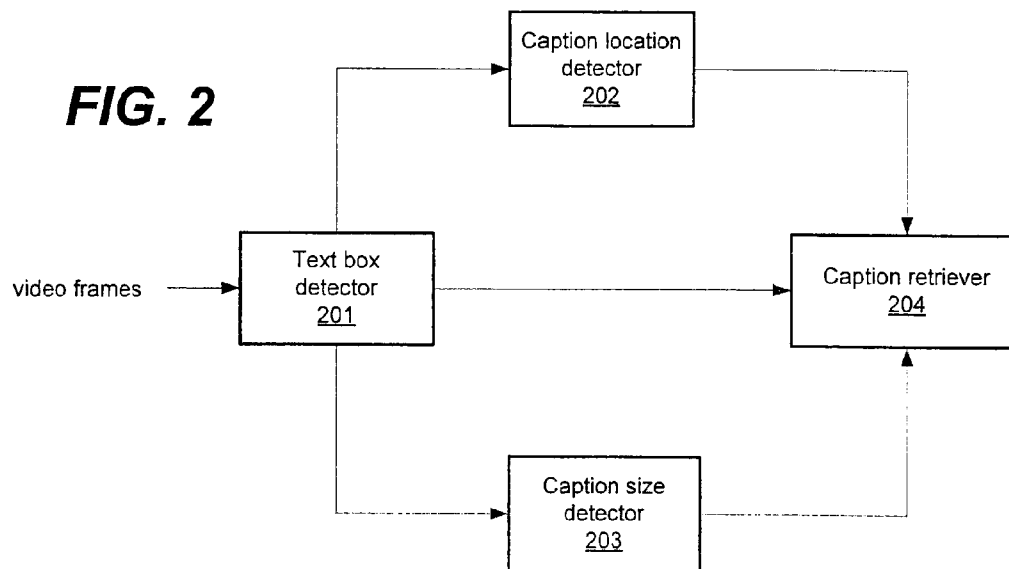 FIG. 2
Caption location
detector
202
video frames
Text box
detector
201
Caption retriever
204
Caption size
detector
203